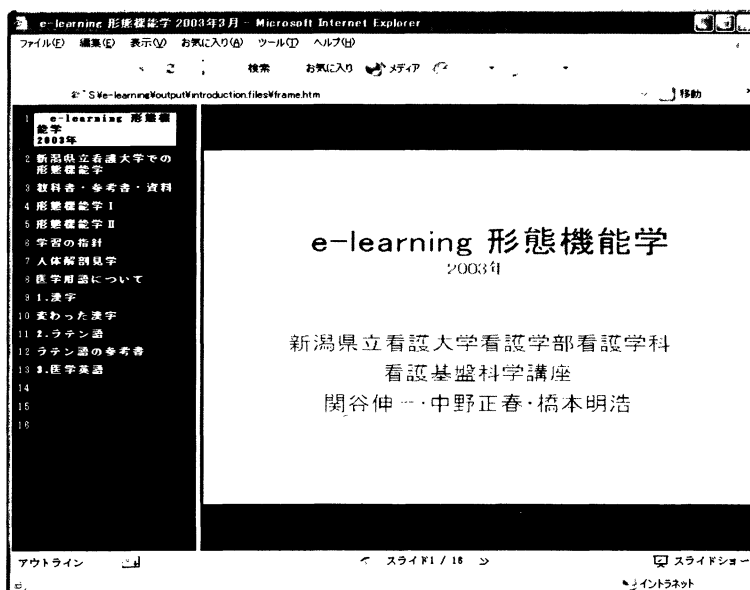 e-learning 形態機能学 2003年3月 - Microsoft Internet Explorer
ファイル(F) 編集(E) 表示(V) お気に入り(A) ツール(T) ヘルプ(H)
検索 お気に入り メディア
S¥e-learning¥output¥introduction.files¥frame.htm 移動
1 e-learning 形態機
能学
2003年
2 新潟県立看護大学での
形態機能学
3 教科書・参考書・資料
4 形態機能学 I
5 形態機能学 II
6 学習の指針
7 人体解剖見学
8 医学用語について
9 1.漢字
10 変わった漢字
11 2.ラテン語
12 ラテン語の参考書
13 3.医学英語
14
15
16
e-learning 形態機能学
2003年
新潟県立看護大学看護学部看護学科
看護基盤科学講座
関谷伸一・中野正春・橋本明浩
アウトライン スライド1 / 16 スライドショー
イントラネット